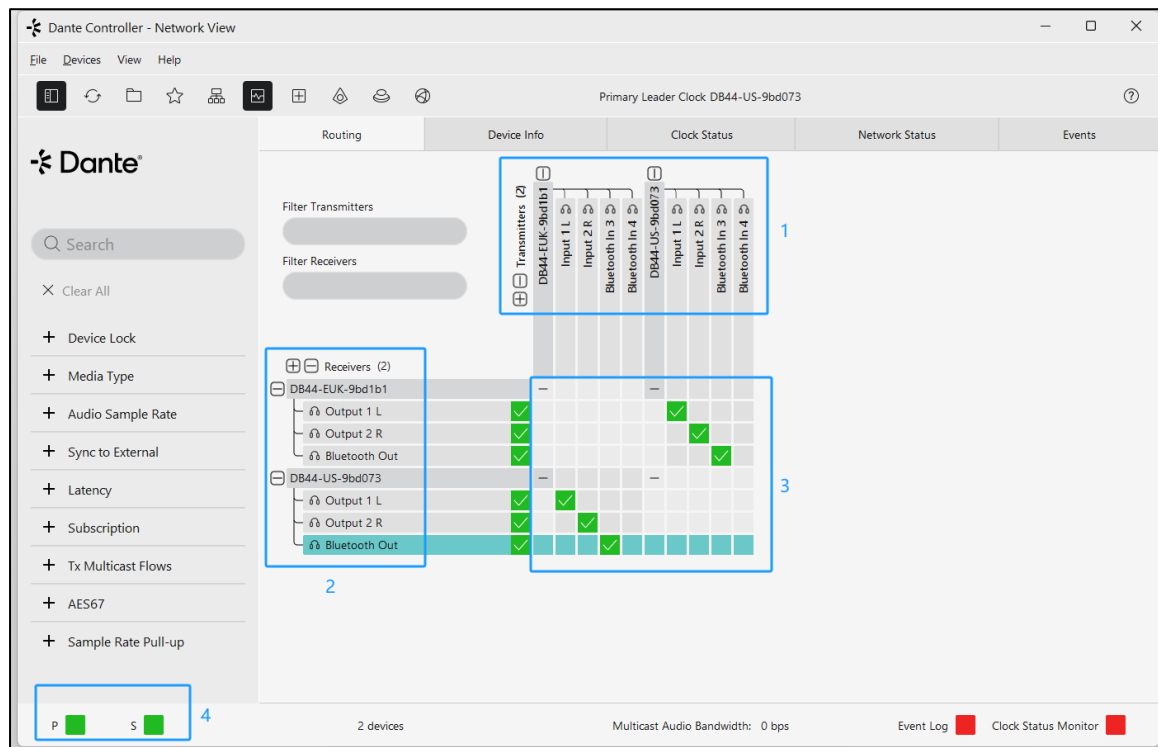 Dante Controller - Network View
File Devices View Help
Primary Leader Clock DB44-US-9bd073
Routing Device Info Clock Status Network Status Events
Dante®
Search
Clear All
Device Lock
Media Type
Audio Sample Rate
Sync to External
Latency
Subscription
Tx Multicast Flows
AES67
Sample Rate Pull-up
Filter Transmitters
Filter Receivers
Transmitters (2)
DB44-EUK-9bd1b1
Input 1 L
Input 2 R
Bluetooth In 3
Bluetooth In 4
DB44-US-9bd073
Input 1 L
Input 2 R
Bluetooth In 3
Bluetooth In 4
1
Receivers (2)
DB44-EUK-9bd1b1
Output 1 L
Output 2 R
Bluetooth Out
DB44-US-9bd073
Output 1 L
Output 2 R
Bluetooth Out
3
2
P S 4
2 devices Multicast Audio Bandwidth: 0 bps Event Log Clock Status Monitor